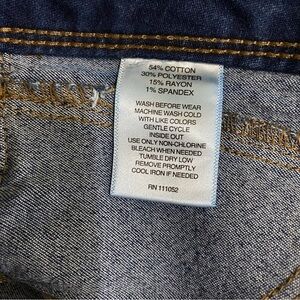 54% COTTON
30% POLYESTER
15% RAYON
1% SPANDEX
WASH BEFORE WEAR
MACHINE WASH COLD
WITH LIKE COLORS
GENTLE CYCLE
INSIDE OUT
USE ONLY NON-CHLORINE
BLEACH WHEN NEEDED
TUMBLE DRY LOW
REMOVE PROMPTLY
COOL IRON IF NEEDED
RN 111052